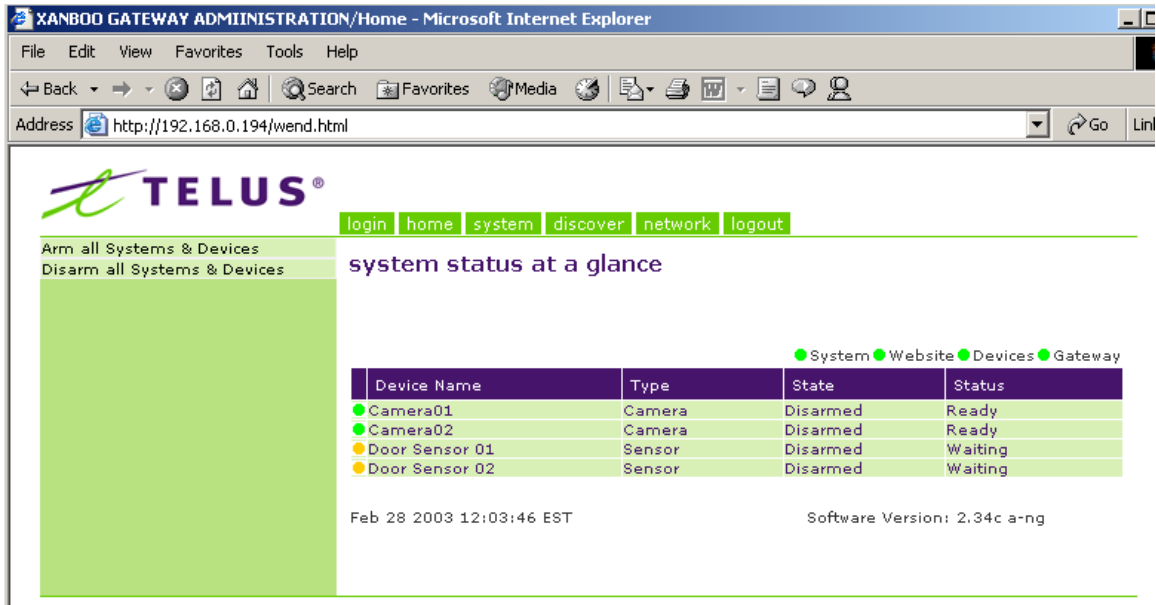 XANBOO GATEWAY ADMIINISTRATION/Home - Microsoft Internet Explorer
File Edit View Favorites Tools Help
Back Search Favorites Media
Address http://192.168.0.194/wend.html Go
TELUS®
login home system discover network logout
Arm all Systems & Devices
Disarm all Systems & Devices
system status at a glance
System Website Devices Gateway
Device Name Type State Status
Camera01 Camera Disarmed Ready
Camera02 Camera Disarmed Ready
Door Sensor 01 Sensor Disarmed Waiting
Door Sensor 02 Sensor Disarmed Waiting
Feb 28 2003 12:03:46 EST Software Version: 2.34c a-ng